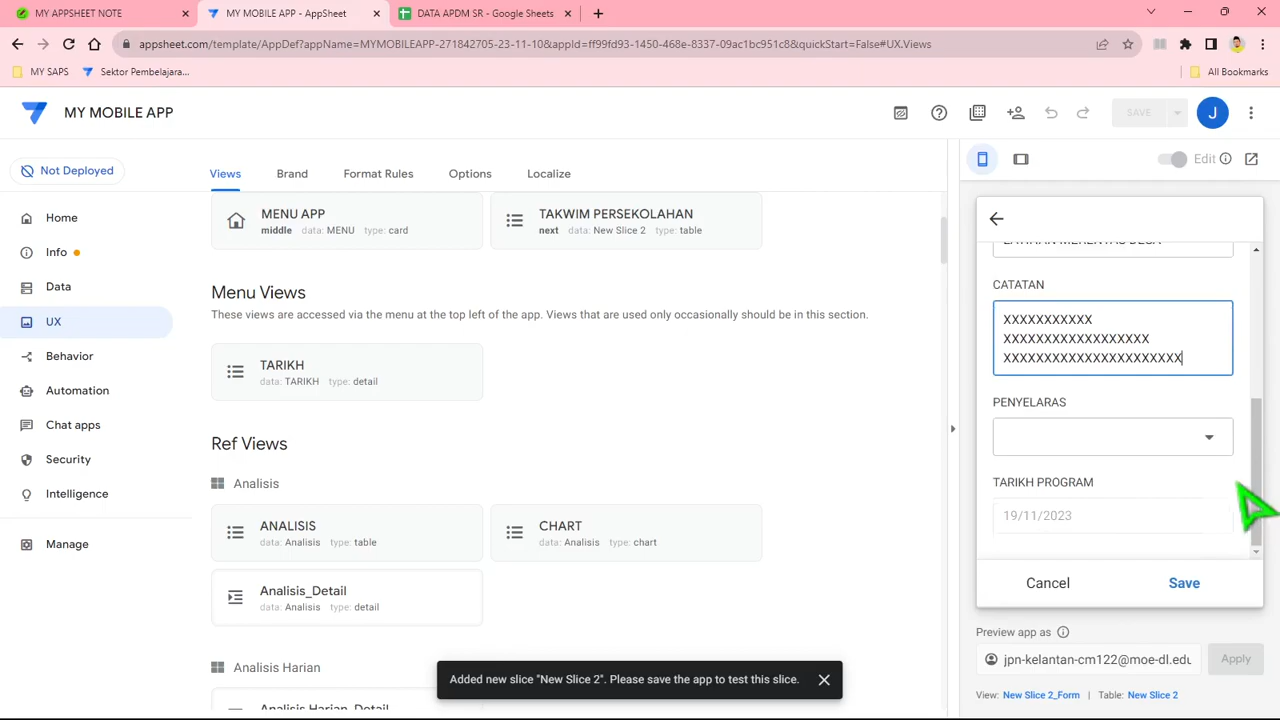 MY APPSHEET NOTE
MY MOBILE APP - AppSheet
DATA APDM SR - Google Sheets
appsheet.com/template/AppDef?appName=MYMOBILEAPP-271842705-23-11-10&appId=ff99fd93-1450-468e-8337-09ac1bc951c8&quickStart=False#UX.Views
MY SAPS
Sektor Pembelajara...
All Bookmarks
MY MOBILE APP
SAVE
J
Not Deployed
Views
Brand
Format Rules
Options
Localize
Edit
Home
Info
Data
UX
Behavior
Automation
Chat apps
Security
Intelligence
Manage
MENU APP
middle data: MENU type: card
TAKWIM PERSEKOLAHAN
next data: New Slice 2 type: table
Menu Views
These views are accessed via the menu at the top left of the app. Views that are used only occasionally should be in this section.
TARIKH
data: TARIKH type: detail
Ref Views
Analisis
ANALISIS
data: Analisis type: table
CHART
data: Analisis type: chart
Analisis_Detail
data: Analisis type: detail
Analisis Harian
Analisis Harian_Detail
Added new slice "New Slice 2". Please save the app to test this slice.
LATIHAN MERENTAS DESA
CATATAN
XXXXXXXXXXX
XXXXXXXXXXXXXXXXXX
XXXXXXXXXXXXXXXXXXXXXX
PENYELARAS
TARIKH PROGRAM
19/11/2023
Cancel
Save
Preview app as
jpn-kelantan-cm122@moe-dl.edu
Apply
View: New Slice 2_Form | Table: New Slice 2